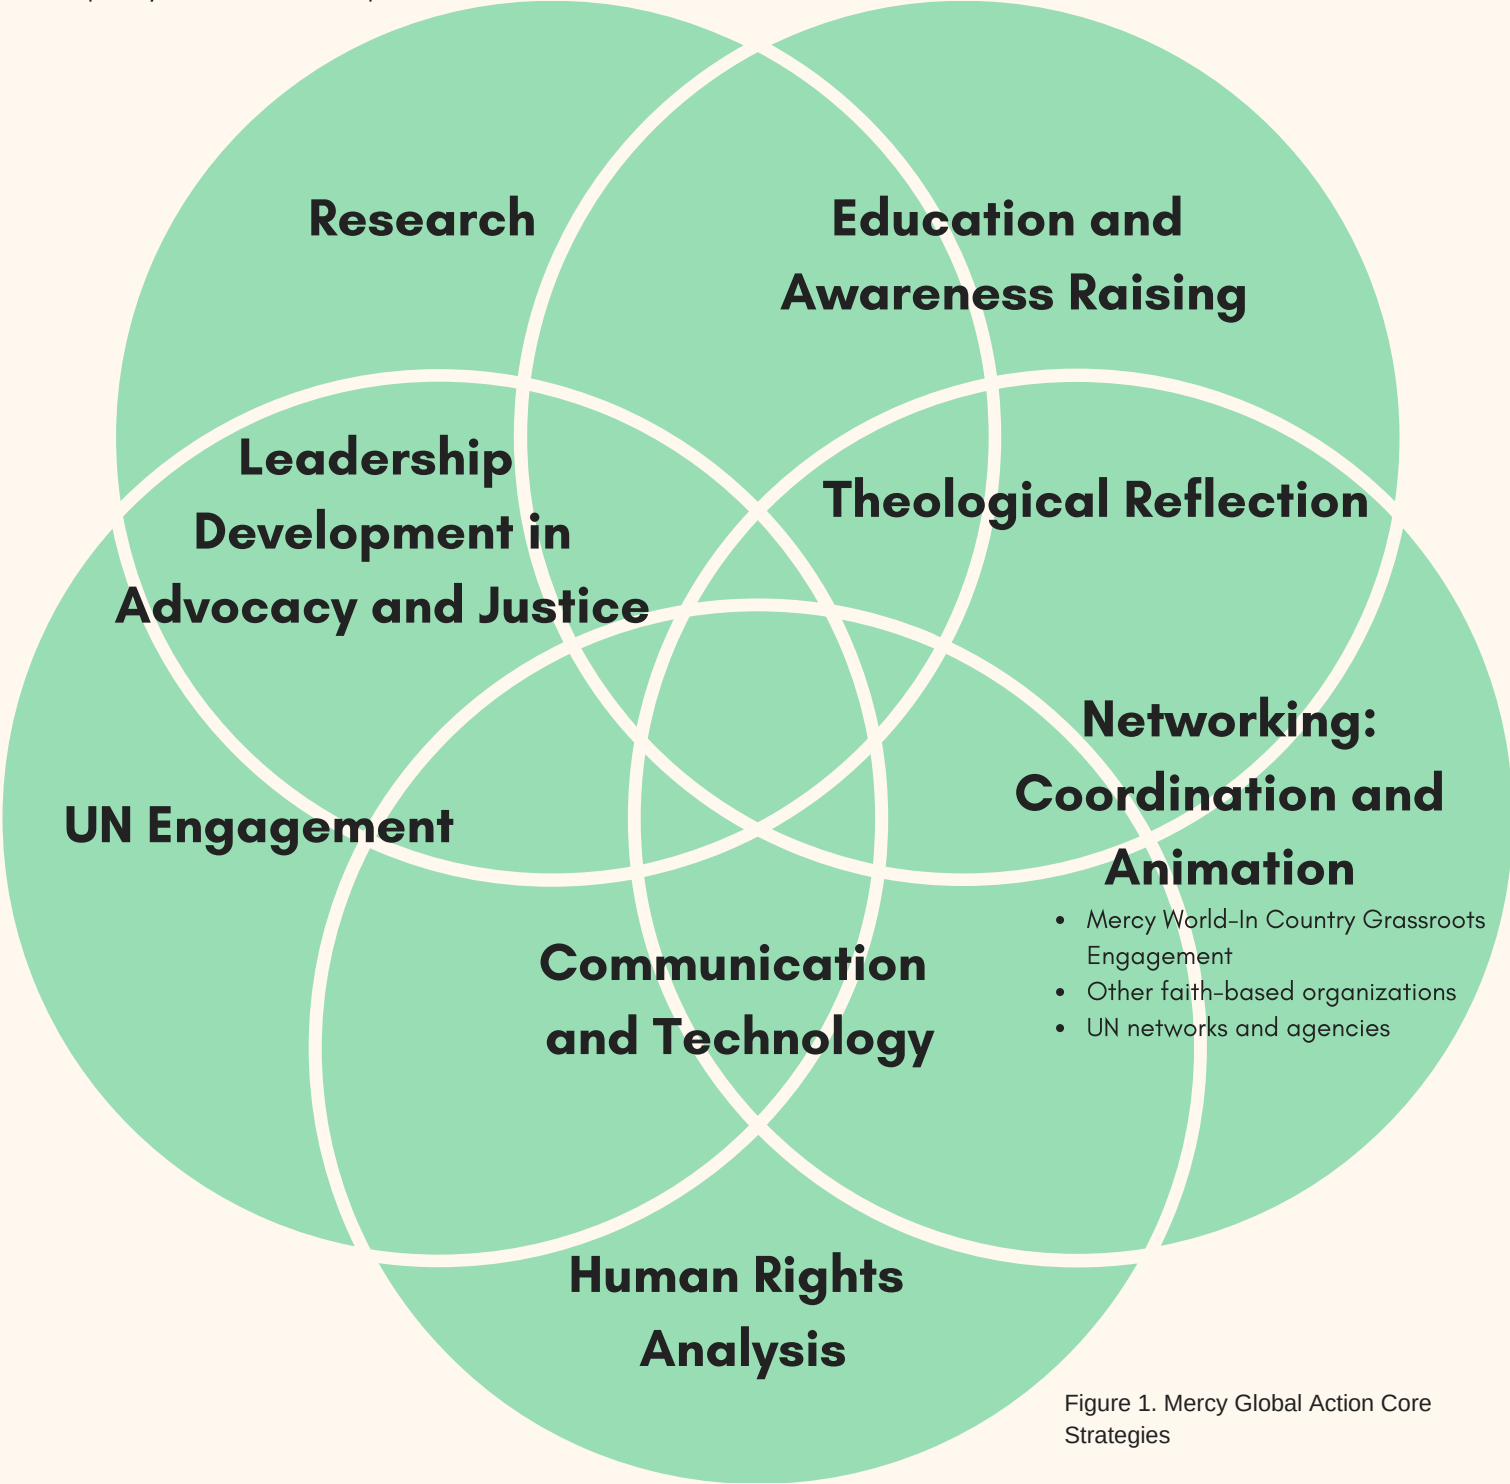 Research
Education and
Awareness Raising
Leadership
Development in
Advocacy and Justice
Theological Reflection
Networking:
Coordination and
Animation
• Mercy World-In Country Grassroots
Engagement
• Other faith-based organizations
• UN networks and agencies
UN Engagement
Communication
and Technology
Human Rights
Analysis
Figure 1. Mercy Global Action Core
Strategies